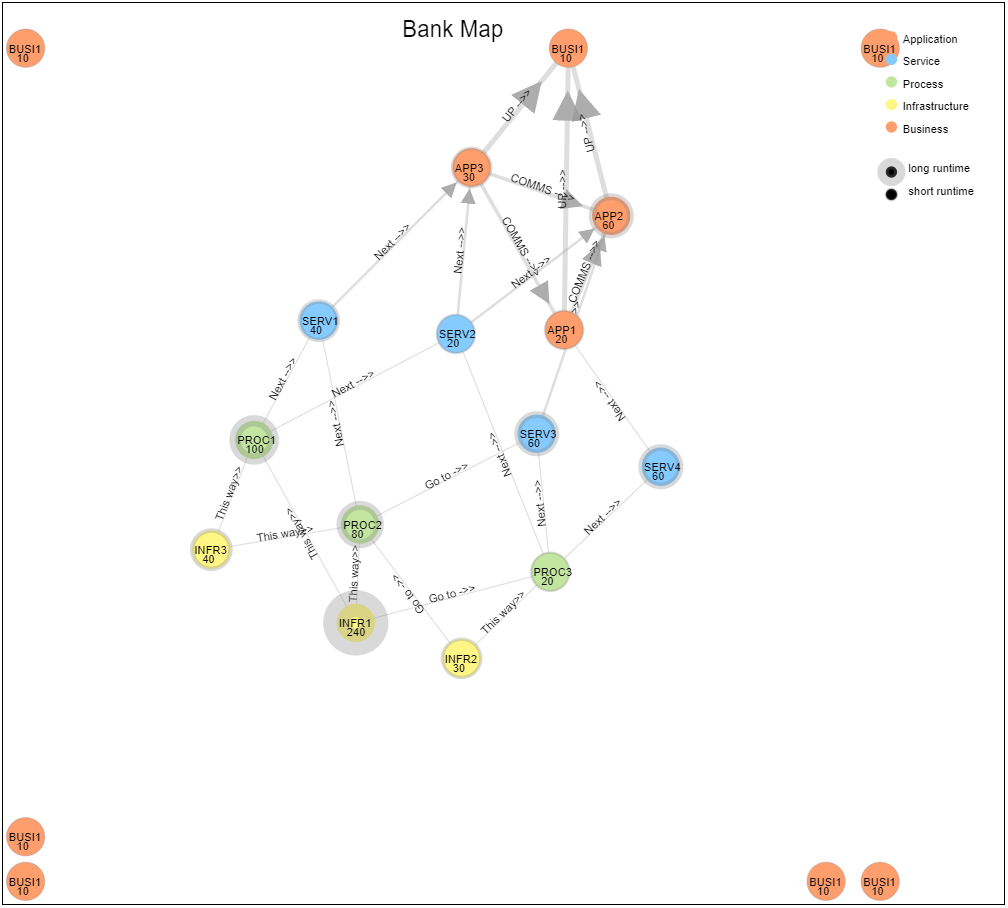 Bank Map
BUSI1
10
BUSI1
10
BUSI1
10
Application
Service
Process
Infrastructure
Business
long runtime
short runtime
UP -->>
UP -->>
UP -->>
APP3
30
COMMS -->>
APP2
60
COMMS -->>
COMMS -->>
Next -->>
Next -->>
Next -->>
SERV1
40
SERV2
20
APP1
20
Next -->>
Next -->>
Next -->>
Next -->>
PROC1
100
SERV3
60
SERV4
60
Next -->>
Go to ->>
Next -->>
Next -->>
This way>>
PROC2
80
This way>>
This way>>
INFR3
40
This way>>
PROC3
20
Go to ->>
Go to ->>
INFR1
240
This way>>
INFR2
30
BUSI1
10
BUSI1
10
BUSI1
10
BUSI1
10